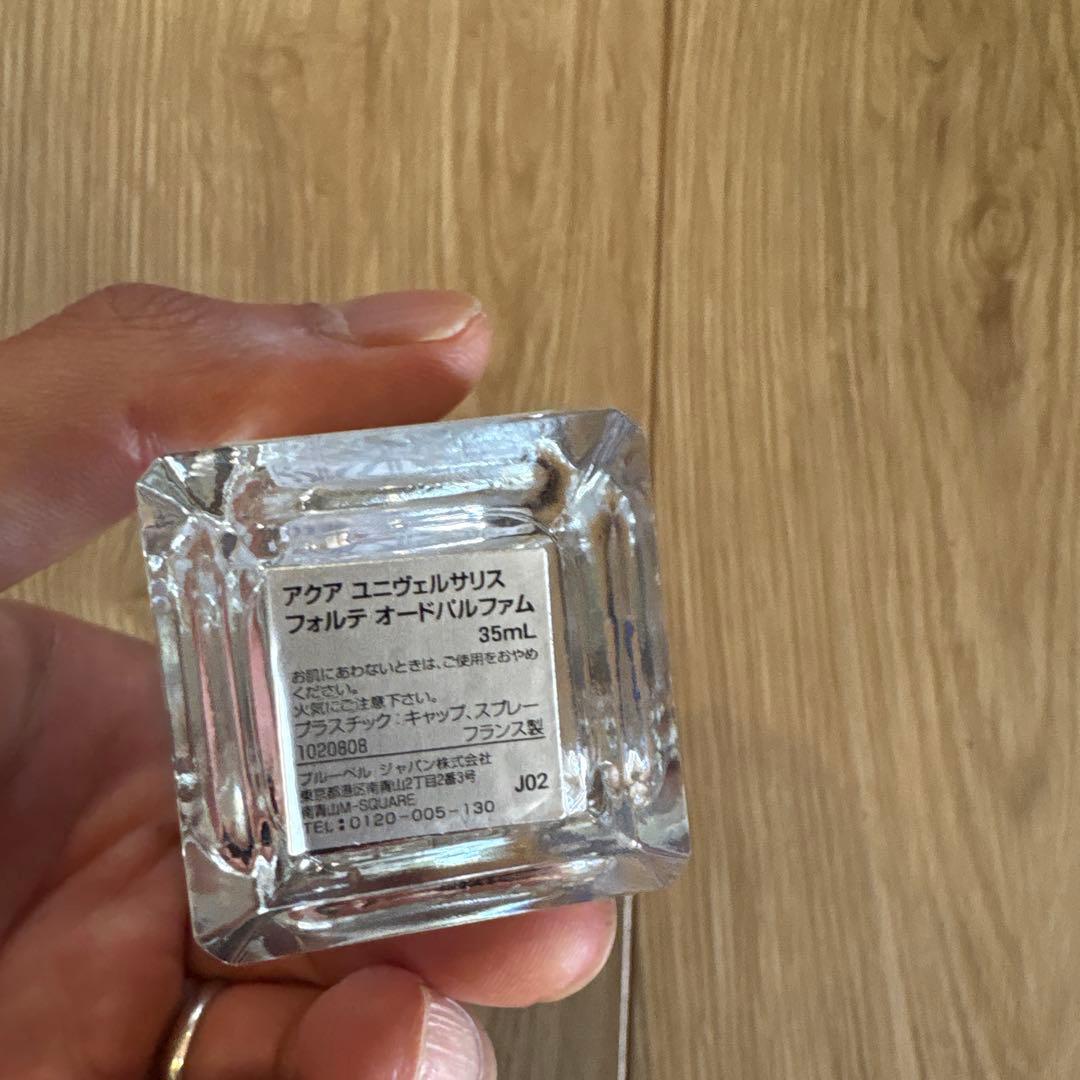 アクア ユニヴェルサリス
フォルテ オードパルファム
35mL
お肌にあわないときは、ご使用をおやめ
ください。
火気にご注意下さい。
プラスチック：キャップ、スプレー
1020808 フランス製
ブルーベル ジャパン株式会社
東京都港区南青山2丁目2番3号
南青山M-SQUARE J02
TEL：0120-005-130